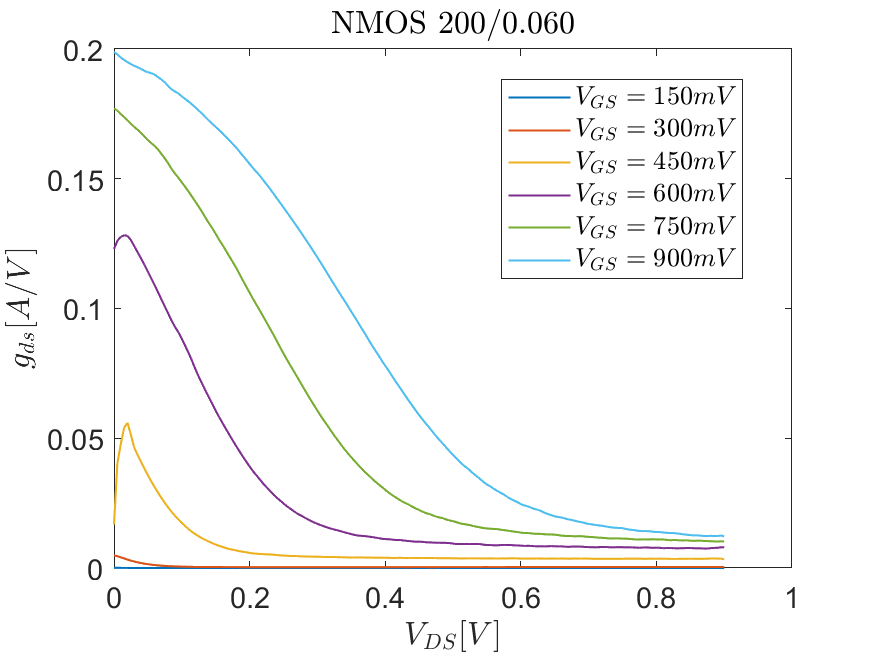 NMOS 200/0.060
0.2
0.15
0.1
0.05
0
g_{ds}[A/V]
V_{GS} = 150mV
V_{GS} = 300mV
V_{GS} = 450mV
V_{GS} = 600mV
V_{GS} = 750mV
V_{GS} = 900mV
0 0.2 0.4 0.6 0.8 1
V_{DS}[V]